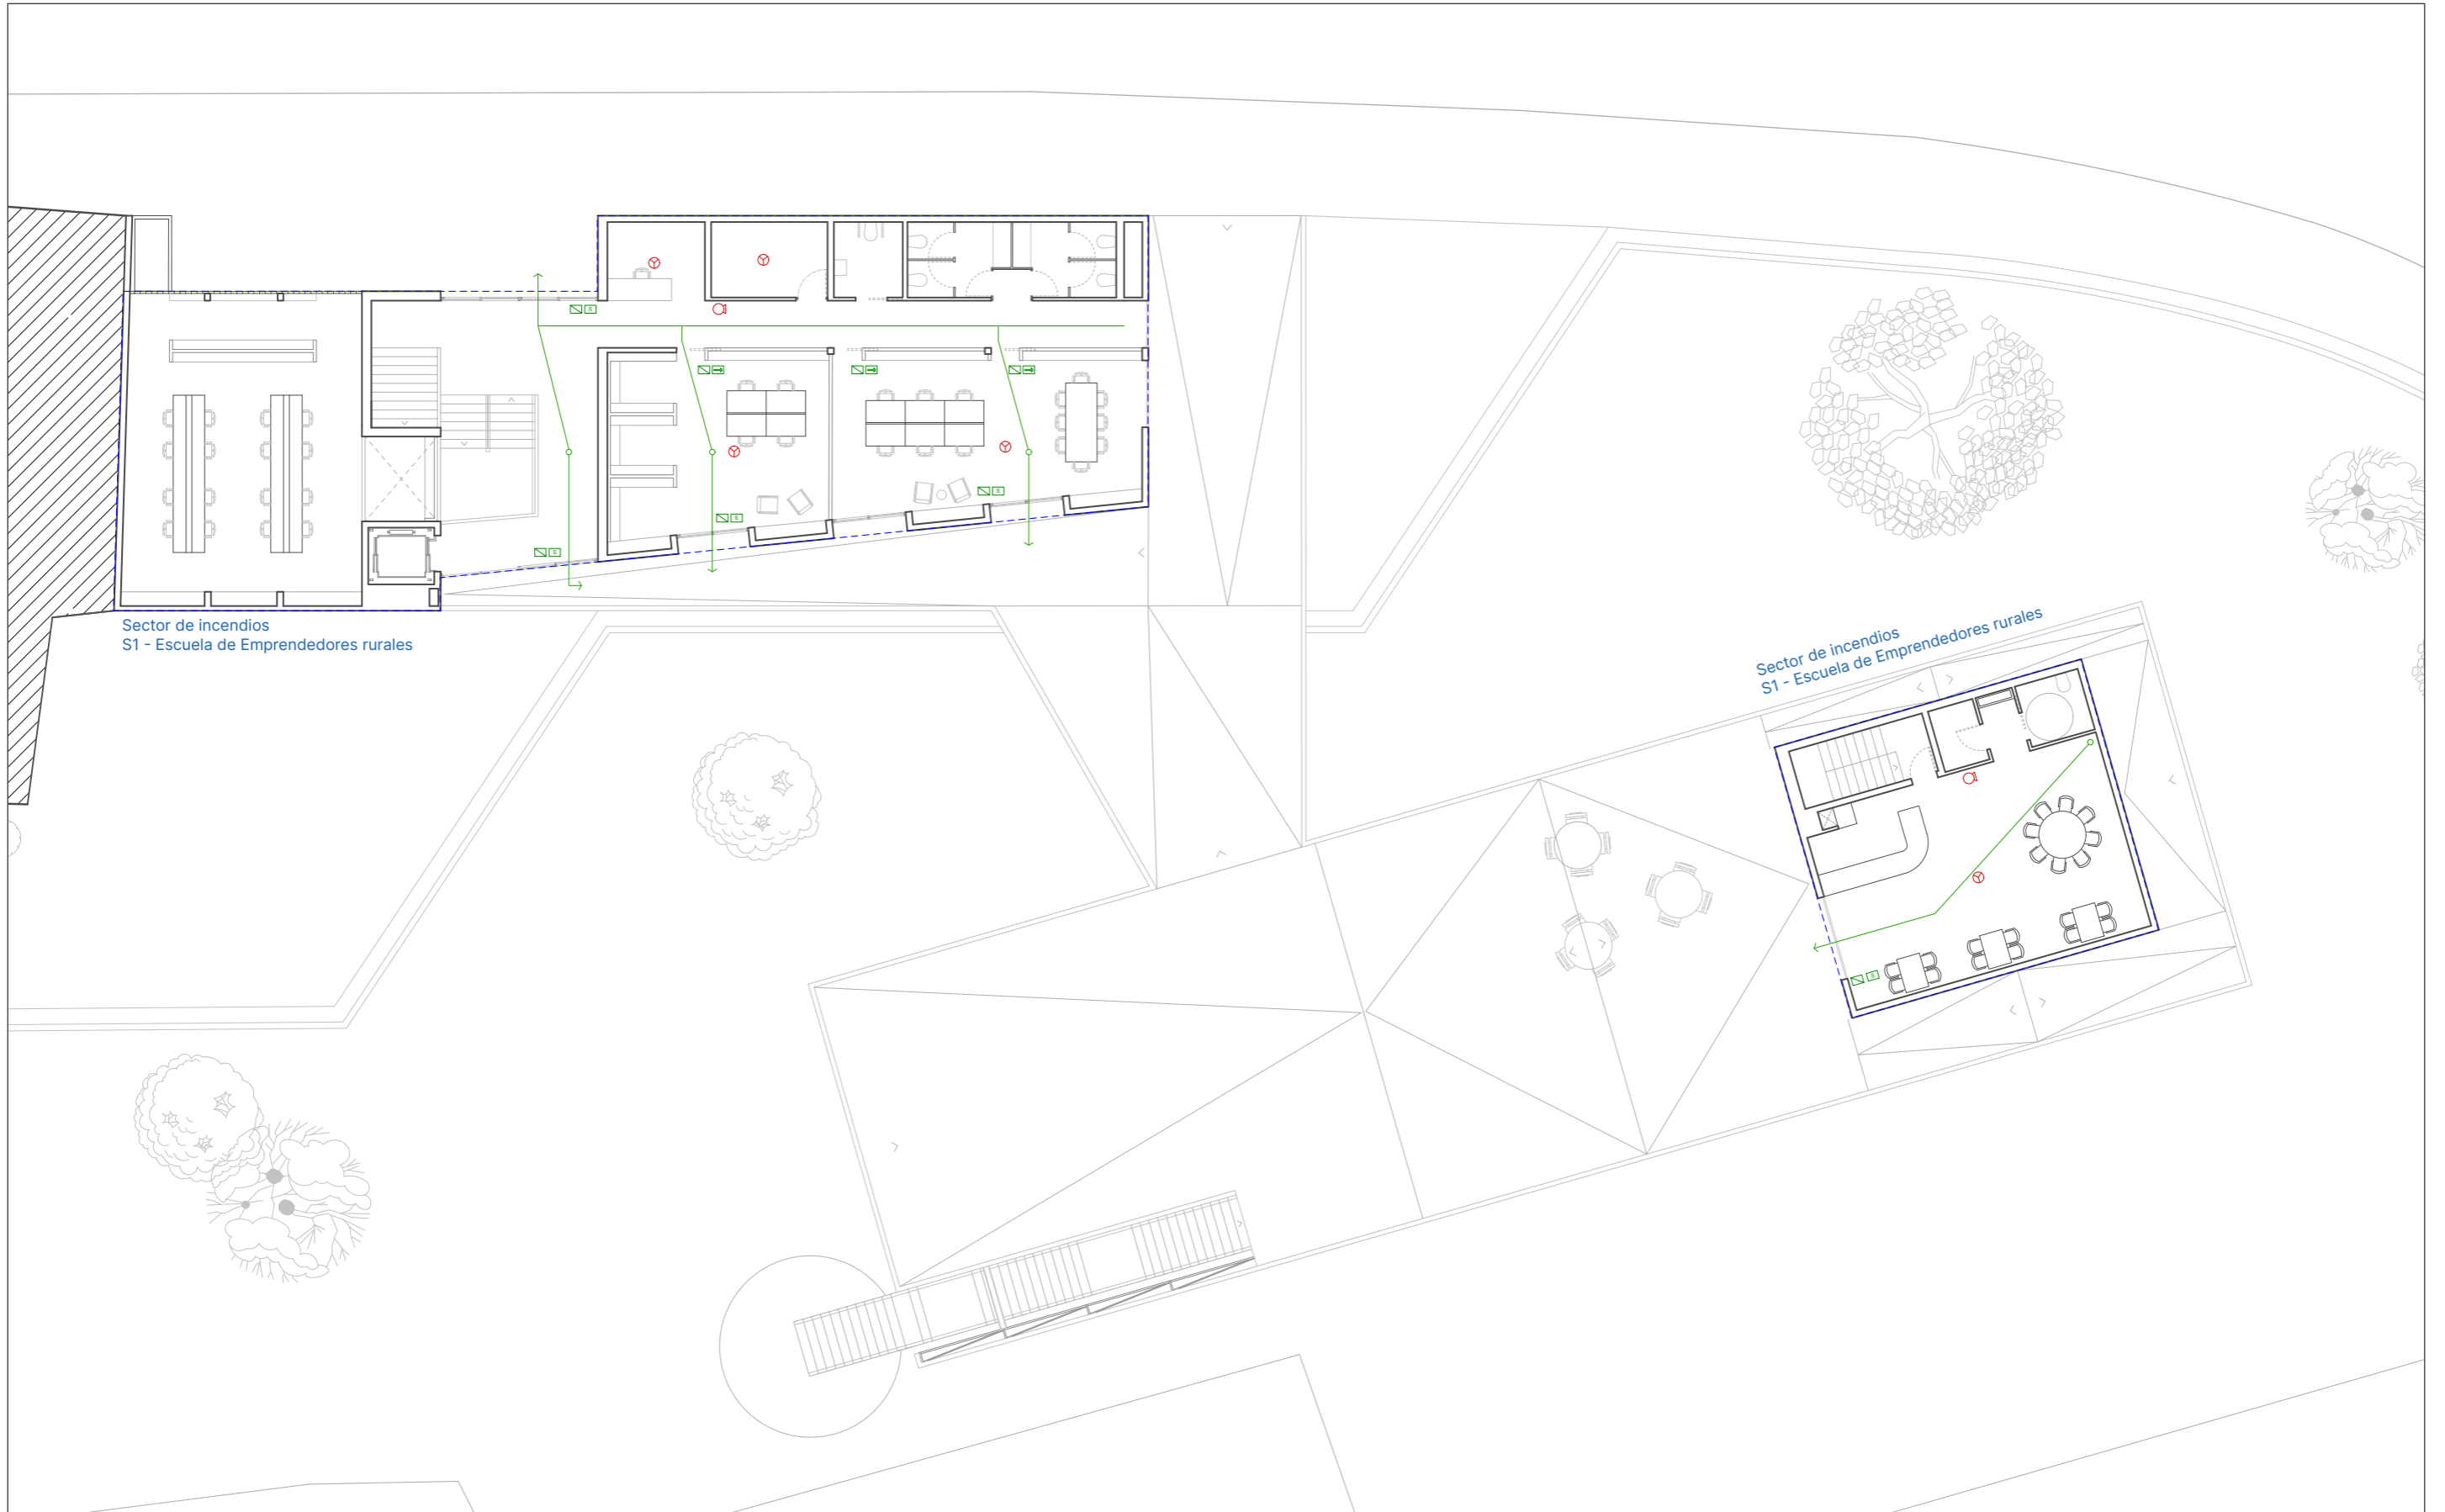 S
S
S
S
Sector de incendios
S1 - Escuela de Emprendedores rurales
Sector de incendios
S1 - Escuela de Emprendedores rurales
S